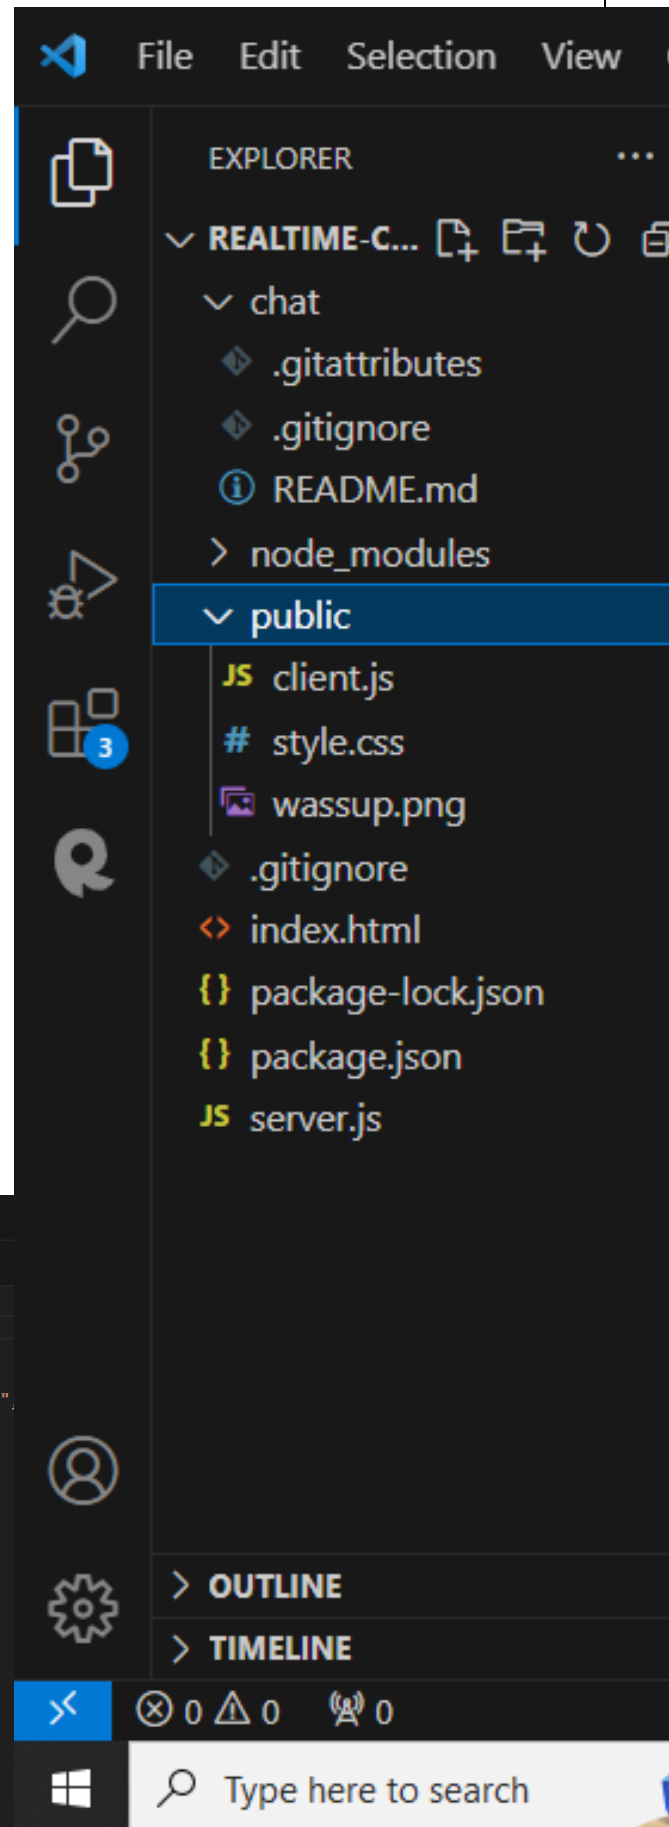 File Edit Selection View
EXPLORER ...
REALTIME-C...
chat
.gitattributes
.gitignore
README.md
node_modules
public
JS client.js
# style.css
wassup.png
.gitignore
<> index.html
{} package-lock.json
{} package.json
JS server.js
3
OUTLINE
TIMELINE
0 0 0
Type here to search